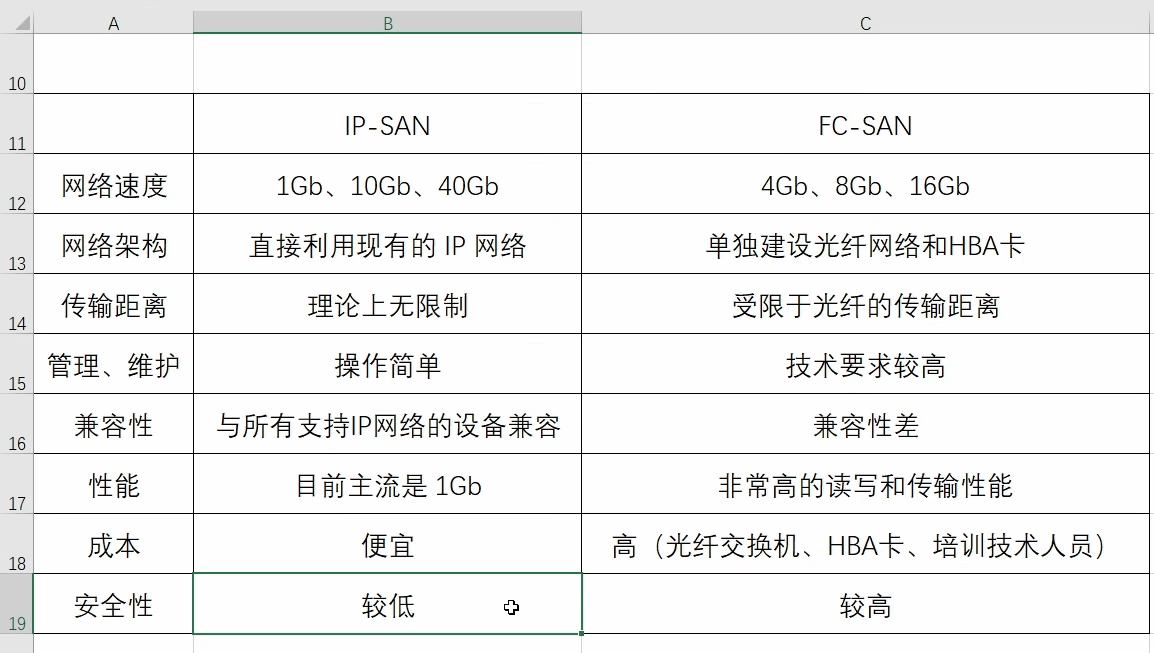 A B C
10
11 IP-SAN FC-SAN
12 网络速度 1Gb、10Gb、40Gb 4Gb、8Gb、16Gb
13 网络架构 直接利用现有的 IP 网络 单独建设光纤网络和HBA卡
14 传输距离 理论上无限制 受限于光纤的传输距离
15 管理、维护 操作简单 技术要求较高
16 兼容性 与所有支持IP网络的设备兼容 兼容性差
17 性能 目前主流是 1Gb 非常高的读写和传输性能
18 成本 便宜 高（光纤交换机、HBA卡、培训技术人员）
19 安全性 较低 较高